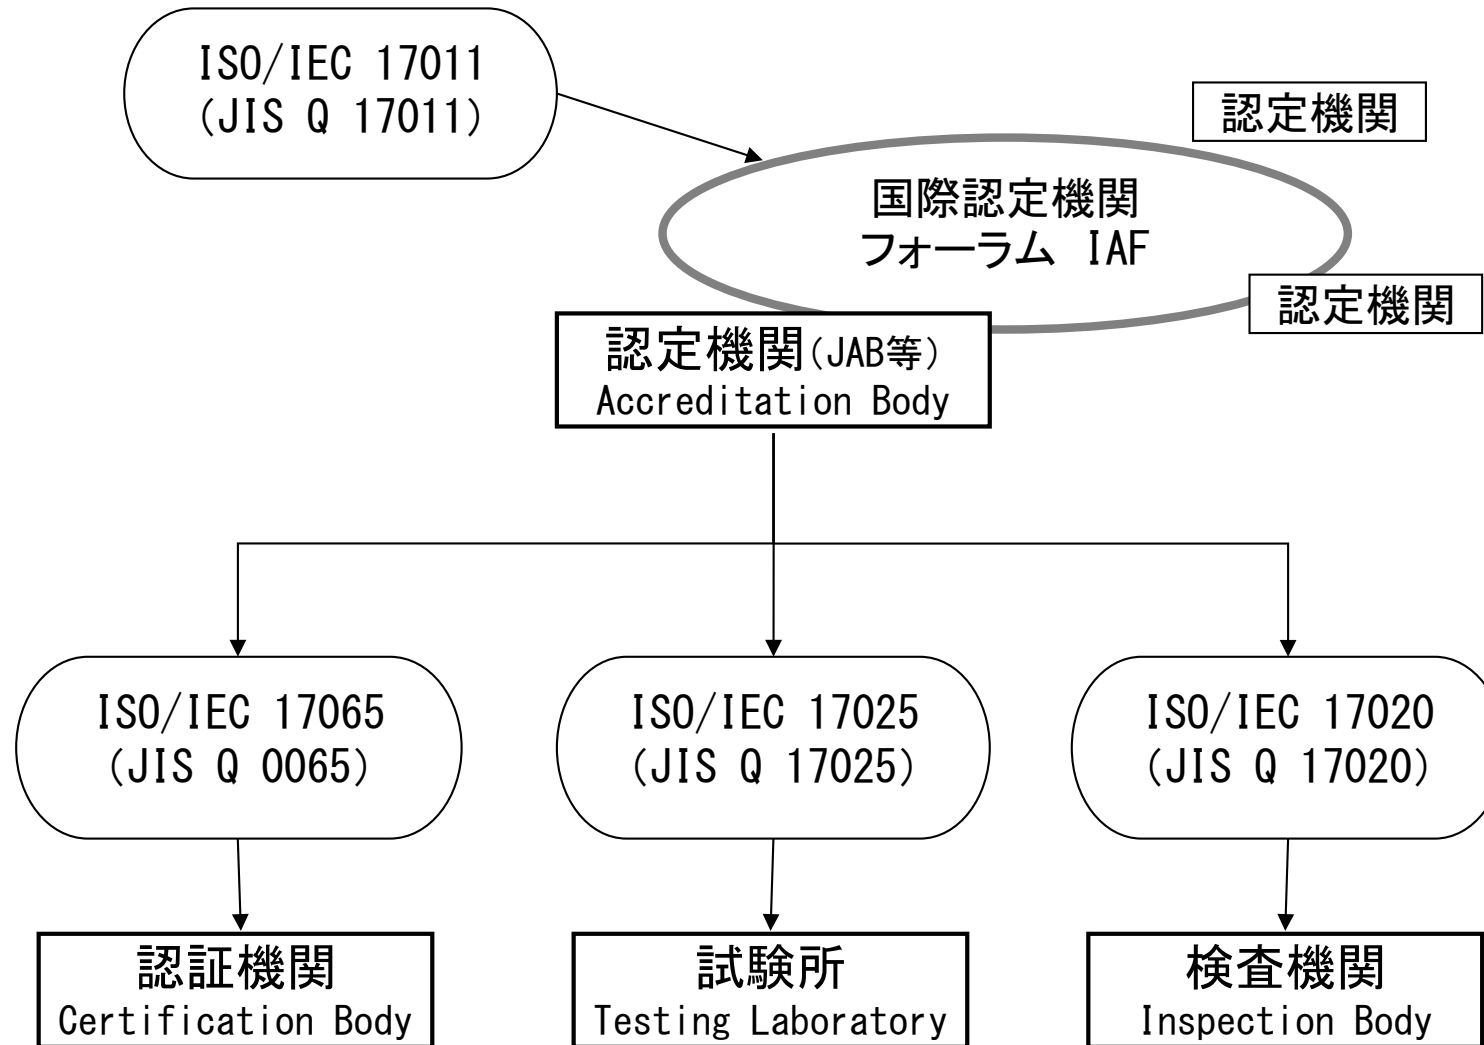 ISO/IEC 17011
(JIS Q 17011)
認定機関
国際認定機関
フォーラム IAF
認定機関
認定機関(JAB等)
Accreditation Body
ISO/IEC 17065
(JIS Q 0065)
ISO/IEC 17025
(JIS Q 17025)
ISO/IEC 17020
(JIS Q 17020)
認証機関
Certification Body
試験所
Testing Laboratory
検査機関
Inspection Body